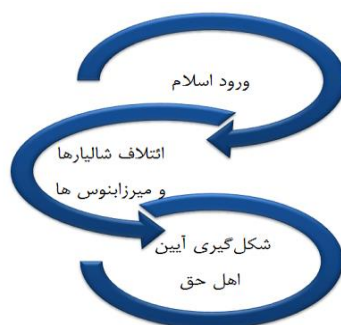 ورود اسلام
ائتلاف شالیارها
و میرزابنوس ها
شکل‌گیری آیین
اهل حق